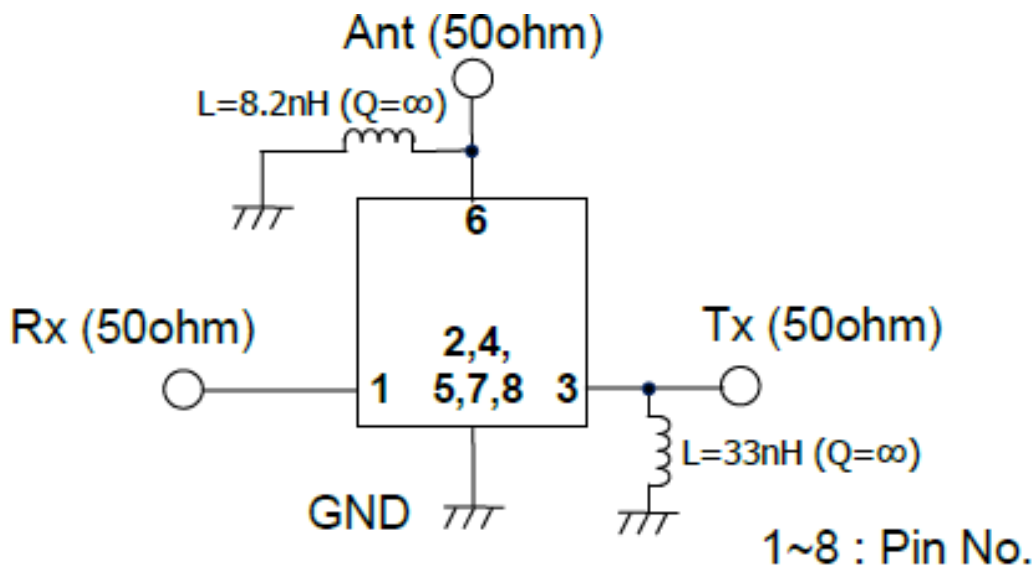 Ant (50ohm)
L=8.2nH (Q=∞)
6
Rx (50ohm)
Tx (50ohm)
2,4,
1 5,7,8 3
L=33nH (Q=∞)
GND
1~8 : Pin No.